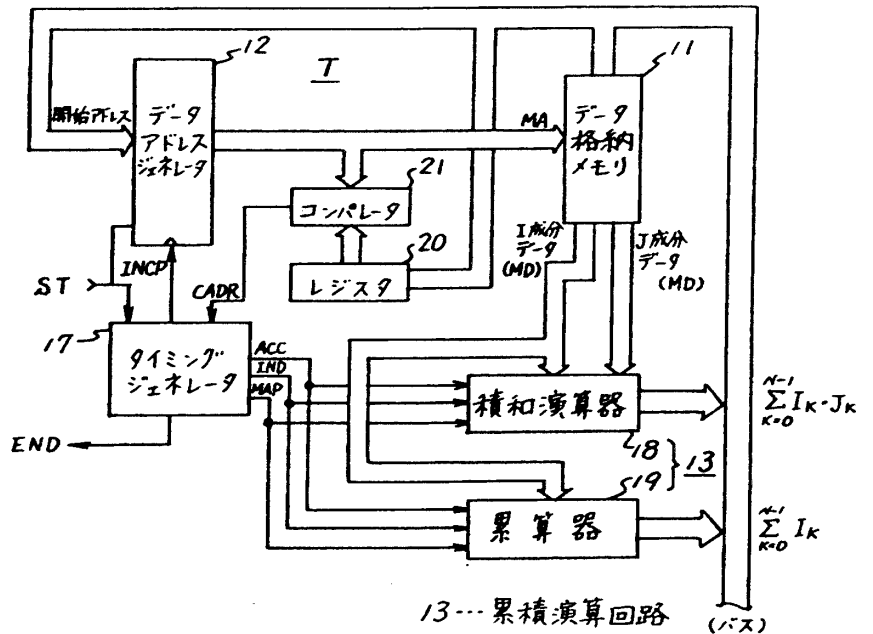 12
T
11
開始アドレス
データ
アドレス
ジェネレータ
MA
データ
格納
メモリ
21
コンパレータ
20
レジスタ
I成分
データ
(MD)
J成分
データ
(MD)
ST
INCP
CADR
17
タイミング
ジェネレータ
ACC
IND
MAP
END
積和演算器
18
N-1
Σ IK・JK
K=0
13
19
累算器
N-1
Σ IK
K=0
13…累積演算回路
(バス)